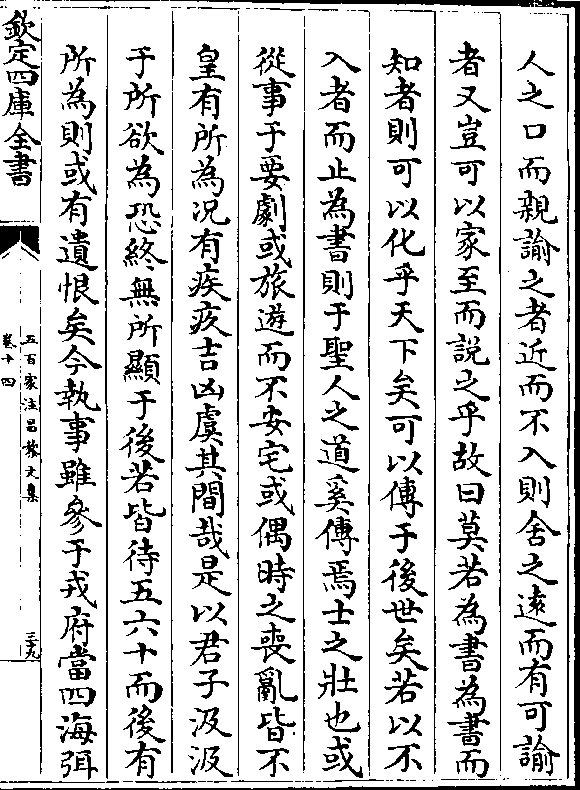 人之口而親諭之者近而不入則舍之遠而有可諭
者又豈可以家至而說之乎故曰莫若為書為書而
知者則可以化乎天下矣可以傳于後世矣若以不
入者而止為書則于聖人之道奚傳焉士之壯也或
從事于要劇或旅遊而不安宅或偶時之喪亂皆不
皇有所為况有疾疚吉凶虞其間哉是以君子汲汲
于所欲為恐終無所顯于後若皆待五六十而後有
所為則或有遺恨矣今執事雖參于戎府當四海弭
欽定四庫全書
五百家注昌黎文集
卷十四
三九